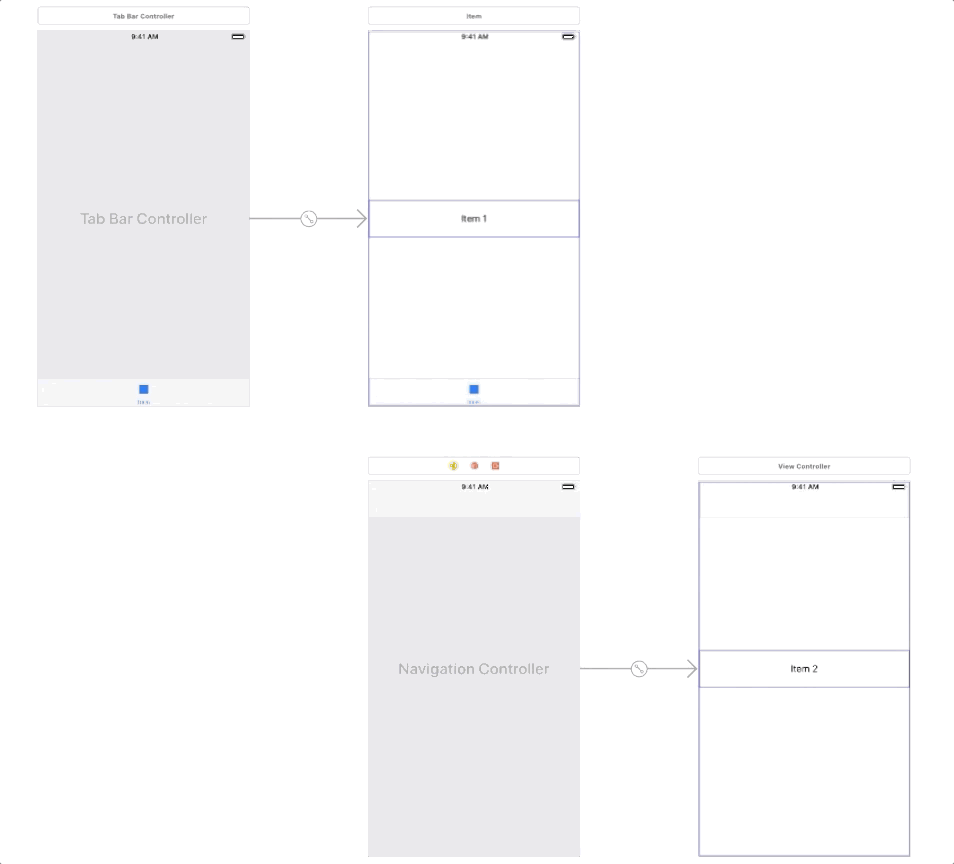 Tab Bar Controller
Item
9:41 AM
9:41 AM
Tab Bar Controller
Item 1
Item
Item
View Controller
9:41 AM
9:41 AM
Navigation Controller
Item 2